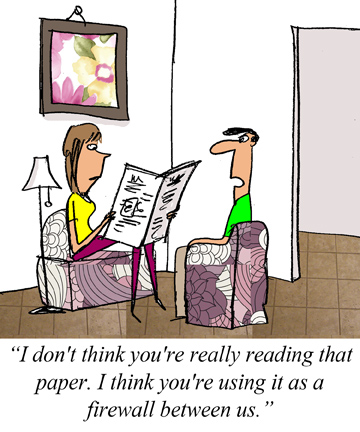 “I don't think you're really reading that
paper. I think you're using it as a
firewall between us.”